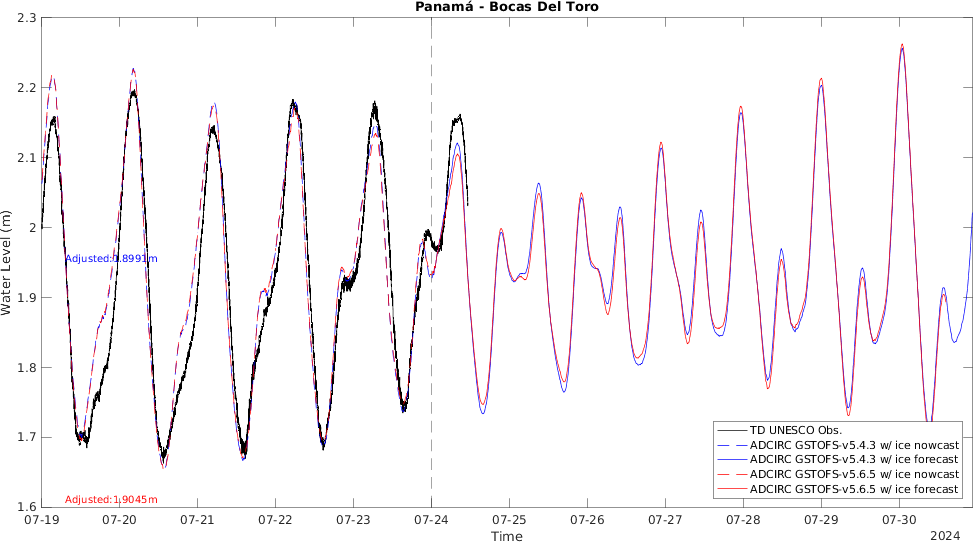 Panamá - Bocas Del Toro
Water Level (m)
2.3
2.2
2.1
2
1.9
1.8
1.7
1.6
Adjusted:1.8991m
Adjusted:1.9045m
TD UNESCO Obs.
ADCIRC GSTOFS-v5.4.3 w/ ice nowcast
ADCIRC GSTOFS-v5.4.3 w/ ice forecast
ADCIRC GSTOFS-v5.6.5 w/ ice nowcast
ADCIRC GSTOFS-v5.6.5 w/ ice forecast
07-19 07-20 07-21 07-22 07-23 07-24 07-25 07-26 07-27 07-28 07-29 07-30
Time
2024